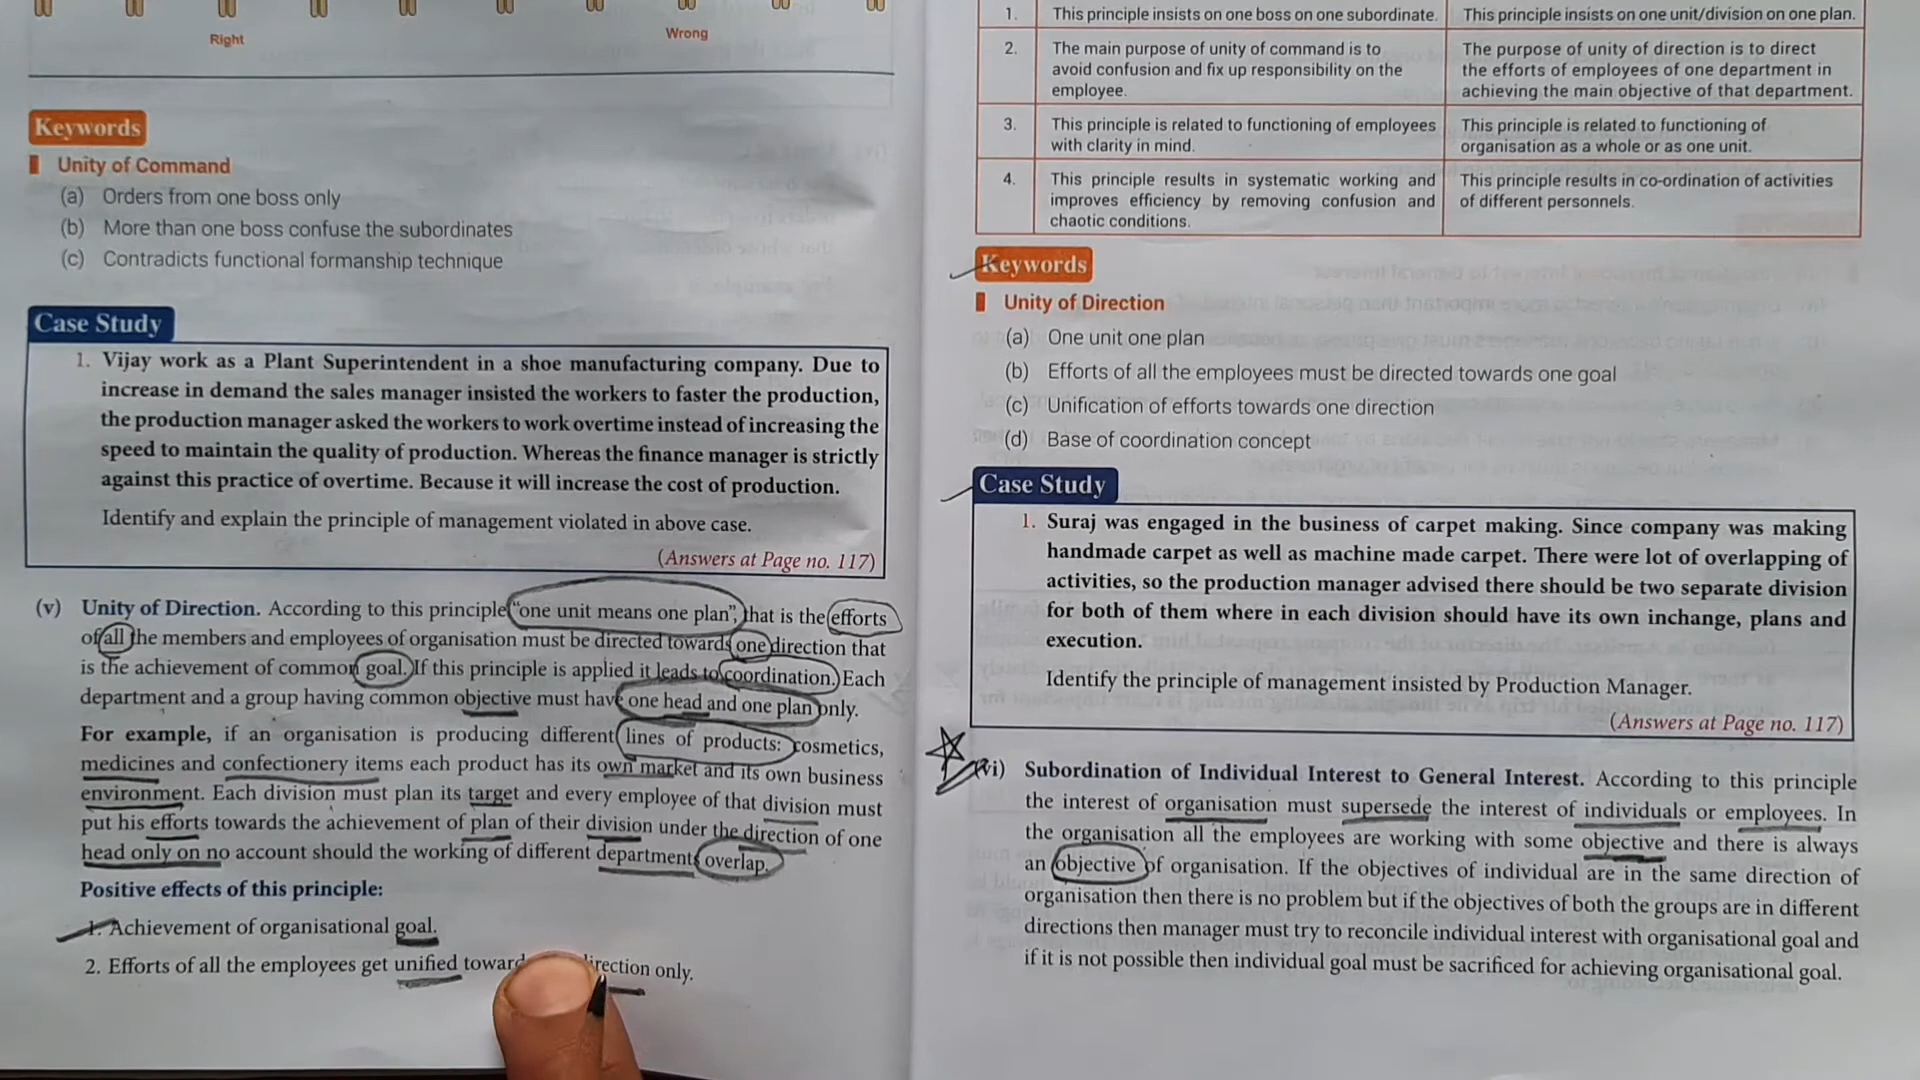 Right
Wrong
Keywords
Unity of Command
(a) Orders from one boss only
(b) More than one boss confuse the subordinates
(c) Contradicts functional formanship technique
Case Study
1. Vijay work as a Plant Superintendent in a shoe manufacturing company. Due to
increase in demand the sales manager insisted the workers to faster the production,
the production manager asked the workers to work overtime instead of increasing the
speed to maintain the quality of production. Whereas the finance manager is strictly
against this practice of overtime. Because it will increase the cost of production.
Identify and explain the principle of management violated in above case.
(Answers at Page no. 117)
(v) Unity of Direction. According to this principle “one unit means one plan”, that is the efforts
of all the members and employees of organisation must be directed towards one direction that
is the achievement of common goal. If this principle is applied it leads to coordination. Each
department and a group having common objective must have one head and one plan only.
For example, if an organisation is producing different lines of products: cosmetics,
medicines and confectionery items each product has its own market and its own business
environment. Each division must plan its target and every employee of that division must
put his efforts towards the achievement of plan of their division under the direction of one
head only on no account should the working of different departments overlap.
Positive effects of this principle:
1. Achievement of organisational goal.
2. Efforts of all the employees get unified only.
1. This principle insists on one boss on one subordinate. This principle insists on one unit/division on one plan.
2. The main purpose of unity of command is to The purpose of unity of direction is to direct
avoid confusion and fix up responsibility on the the efforts of employees of one department in
employee. achieving the main objective of that department.
3. This principle is related to functioning of employees This principle is related to functioning of
with clarity in mind. organisation as a whole or as one unit.
4. This principle results in systematic working and This principle results in co-ordination of activities
improves efficiency by removing confusion and of different personnels.
chaotic conditions.
Keywords
Unity of Direction
(a) One unit one plan
(b) Efforts of all the employees must be directed towards one goal
(c) Unification of efforts towards one direction
(d) Base of coordination concept
Case Study
1. Suraj was engaged in the business of carpet making. Since company was making
handmade carpet as well as machine made carpet. There were lot of overlapping of
activities, so the production manager advised there should be two separate division
for both of them where in each division should have its own inchange, plans and
execution.
Identify the principle of management insisted by Production Manager.
(Answers at Page no. 117)
(vi) Subordination of Individual Interest to General Interest. According to this principle
the interest of organisation must supersede the interest of individuals or employees. In
the organisation all the employees are working with some objective and there is always
an objective of organisation. If the objectives of individual are in the same direction of
organisation then there is no problem but if the objectives of both the groups are in different
directions then manager must try to reconcile individual interest with organisational goal and
if it is not possible then individual goal must be sacrificed for achieving organisational goal.